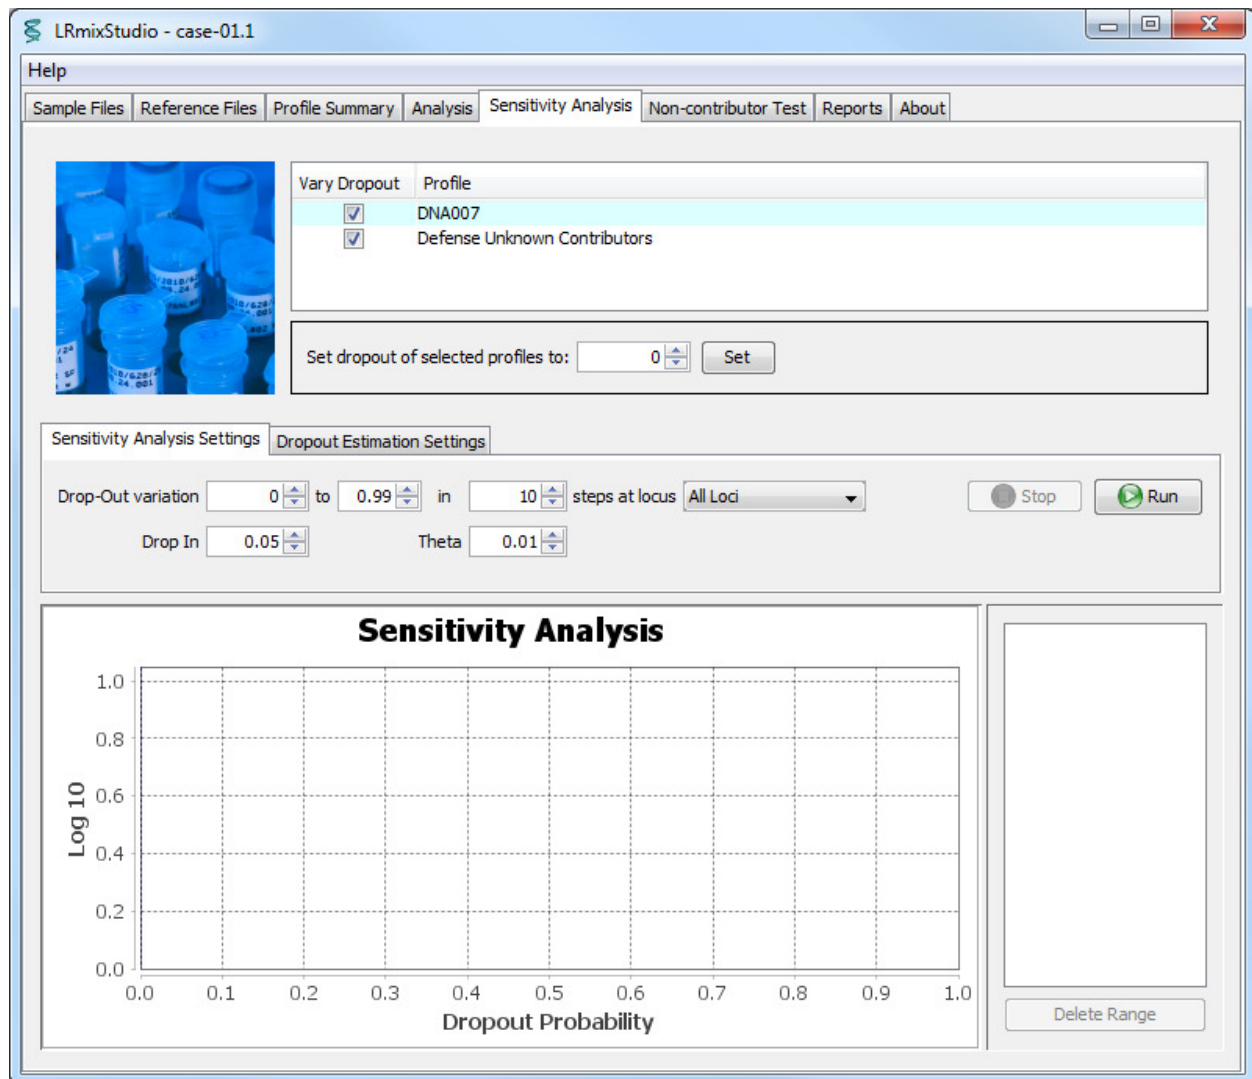 LRmixStudio - case-01.1
Help
Sample Files Reference Files Profile Summary Analysis Sensitivity Analysis Non-contributor Test Reports About
Vary Dropout Profile
DNA007
Defense Unknown Contributors
Set dropout of selected profiles to: 0 Set
Sensitivity Analysis Settings Dropout Estimation Settings
Drop-Out variation 0 to 0.99 in 10 steps at locus All Loci Stop Run
Drop In 0.05 Theta 0.01
Sensitivity Analysis
Log 10
1.0
0.8
0.6
0.4
0.2
0.0
0.0 0.1 0.2 0.3 0.4 0.5 0.6 0.7 0.8 0.9 1.0
Dropout Probability
Delete Range